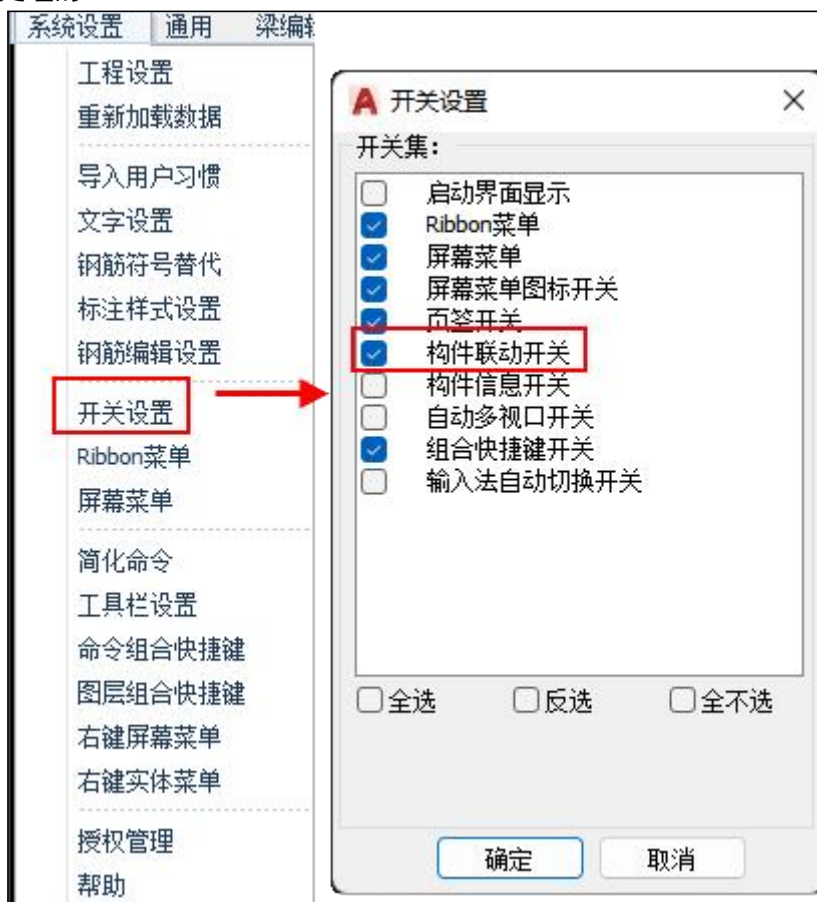 系统设置 通用 梁编辑
工程设置
重新加载数据
导入用户习惯
文字设置
钢筋符号替代
标注样式设置
钢筋编辑设置
开关设置
Ribbon菜单
屏幕菜单
简化命令
工具栏设置
命令组合快捷键
图层组合快捷键
右键屏幕菜单
右键实体菜单
授权管理
帮助
开关设置
开关集：
启动界面显示
Ribbon菜单
屏幕菜单
屏幕菜单图标开关
页签开关
构件联动开关
构件信息开关
自动多视口开关
组合快捷键开关
输入法自动切换开关
全选 反选 全不选
确定 取消